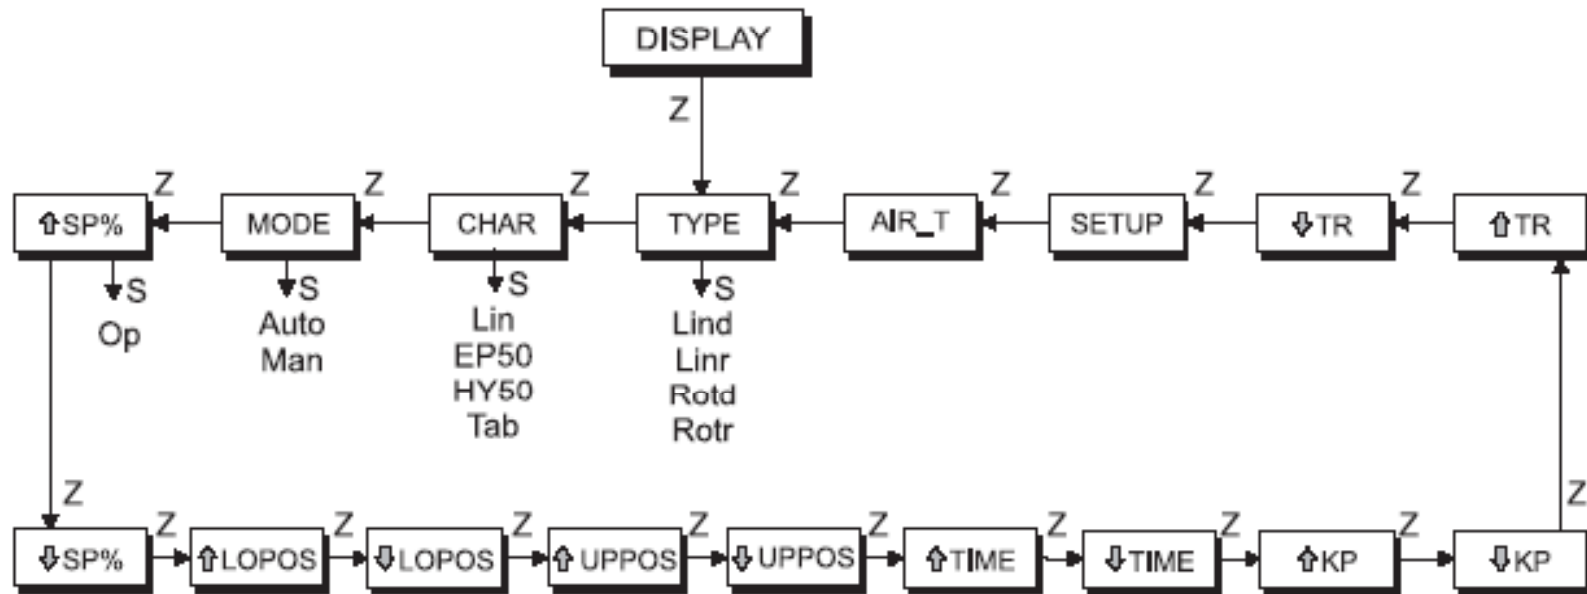 DISPLAY
Z
Z Z Z Z Z Z Z
⇧SP% MODE CHAR TYPE AIR_T SETUP ⇩TR ⇧TR
S S S S
Op Auto Lin Lind
Man EP50 Linr
HY50 Rotd
Tab Rotr
Z Z
Z Z Z Z Z Z Z Z
⇩SP% ⇧LOPOS ⇩LOPOS ⇧UPPOS ⇩UPPOS ⇧TIME ⇩TIME ⇧KP ⇩KP